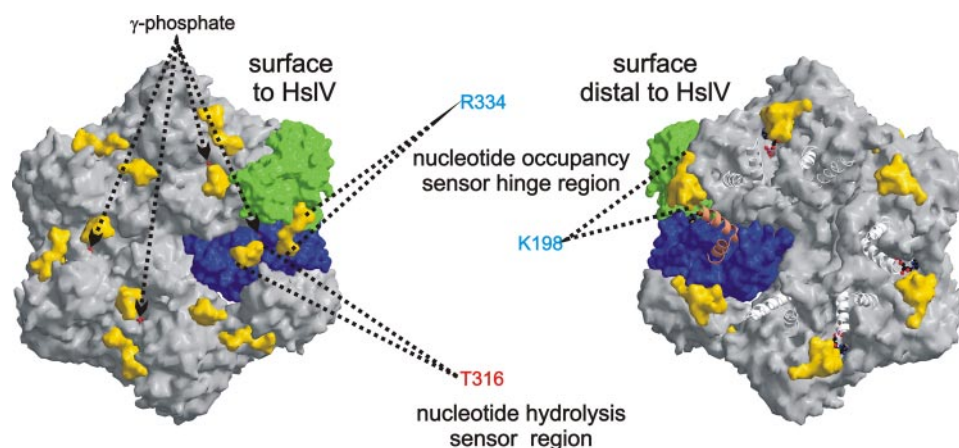 γ-phosphate
surface
to HslV
surface
distal to HslV
R334
nucleotide occupancy
sensor hinge region
K198
T316
nucleotide hydrolysis
sensor region